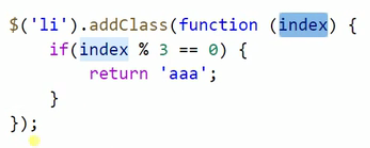 $('li').addClass(function (index) {
    if(index % 3 == 0) {
        return 'aaa';
    }
});